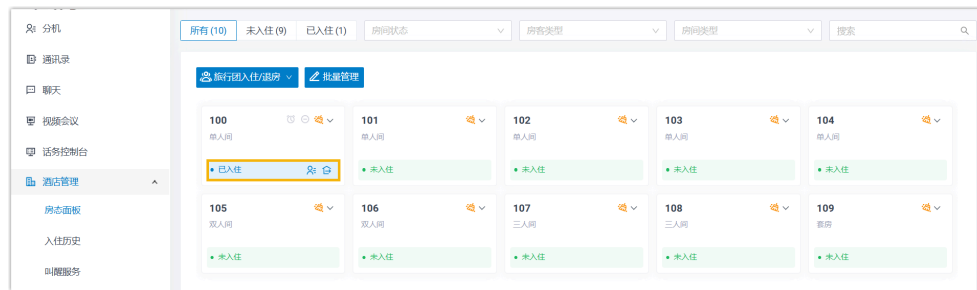 分机
通讯录
聊天
视频会议
话务控制台
酒店管理
房态面板
入住历史
叫醒服务
所有 (10) 未入住 (9) 已入住 (1) 房间状态 房客类型 房间类型 搜索
旅行团入住/退房 批量管理
100 101 102 103 104
单人间 单人间 单人间 单人间 单人间
已入住 未入住 未入住 未入住 未入住
105 106 107 108 109
双人间 双人间 三人间 三人间 套房
未入住 未入住 未入住 未入住 未入住